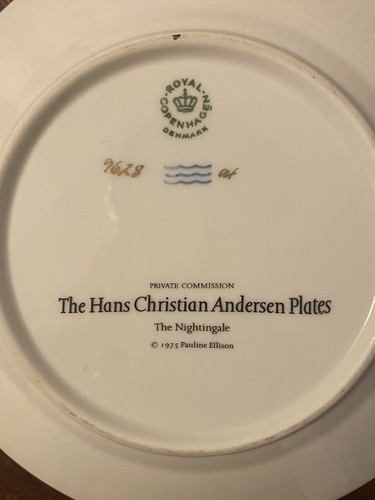 ROYAL
COPENHAGEN
DENMARK
9628
PRIVATE COMMISSION
The Hans Christian Andersen Plates
The Nightingale
© 1975 Pauline Ellison